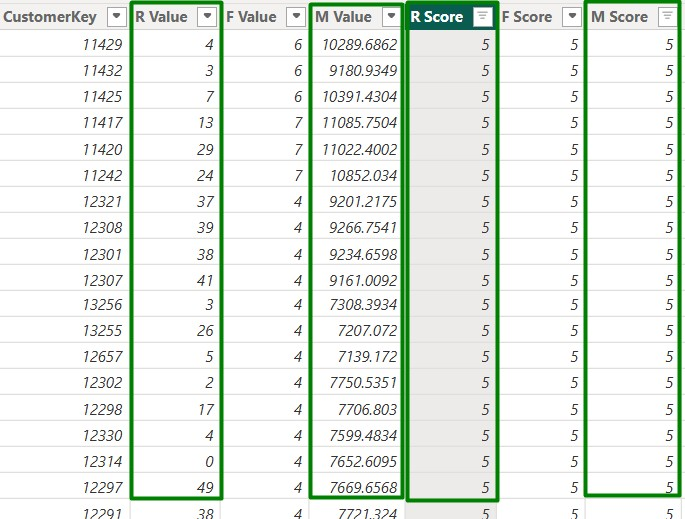 CustomerKey R Value F Value M Value R Score F Score M Score
11429 4 6 10289.6862 5 5 5
11432 3 6 9180.9349 5 5 5
11425 7 6 10391.4304 5 5 5
11417 13 7 11085.7504 5 5 5
11420 29 7 11022.4002 5 5 5
11242 24 7 10852.034 5 5 5
12321 37 4 9201.2175 5 5 5
12308 39 4 9266.7541 5 5 5
12301 38 4 9234.6598 5 5 5
12307 41 4 9161.0092 5 5 5
13256 3 4 7308.3934 5 5 5
13255 26 4 7207.072 5 5 5
12657 5 4 7139.172 5 5 5
12302 2 4 7750.5351 5 5 5
12298 17 4 7706.803 5 5 5
12330 4 4 7599.4834 5 5 5
12314 0 4 7652.6095 5 5 5
12297 49 4 7669.6568 5 5 5
12291 38 4 7721.324 5 5 5